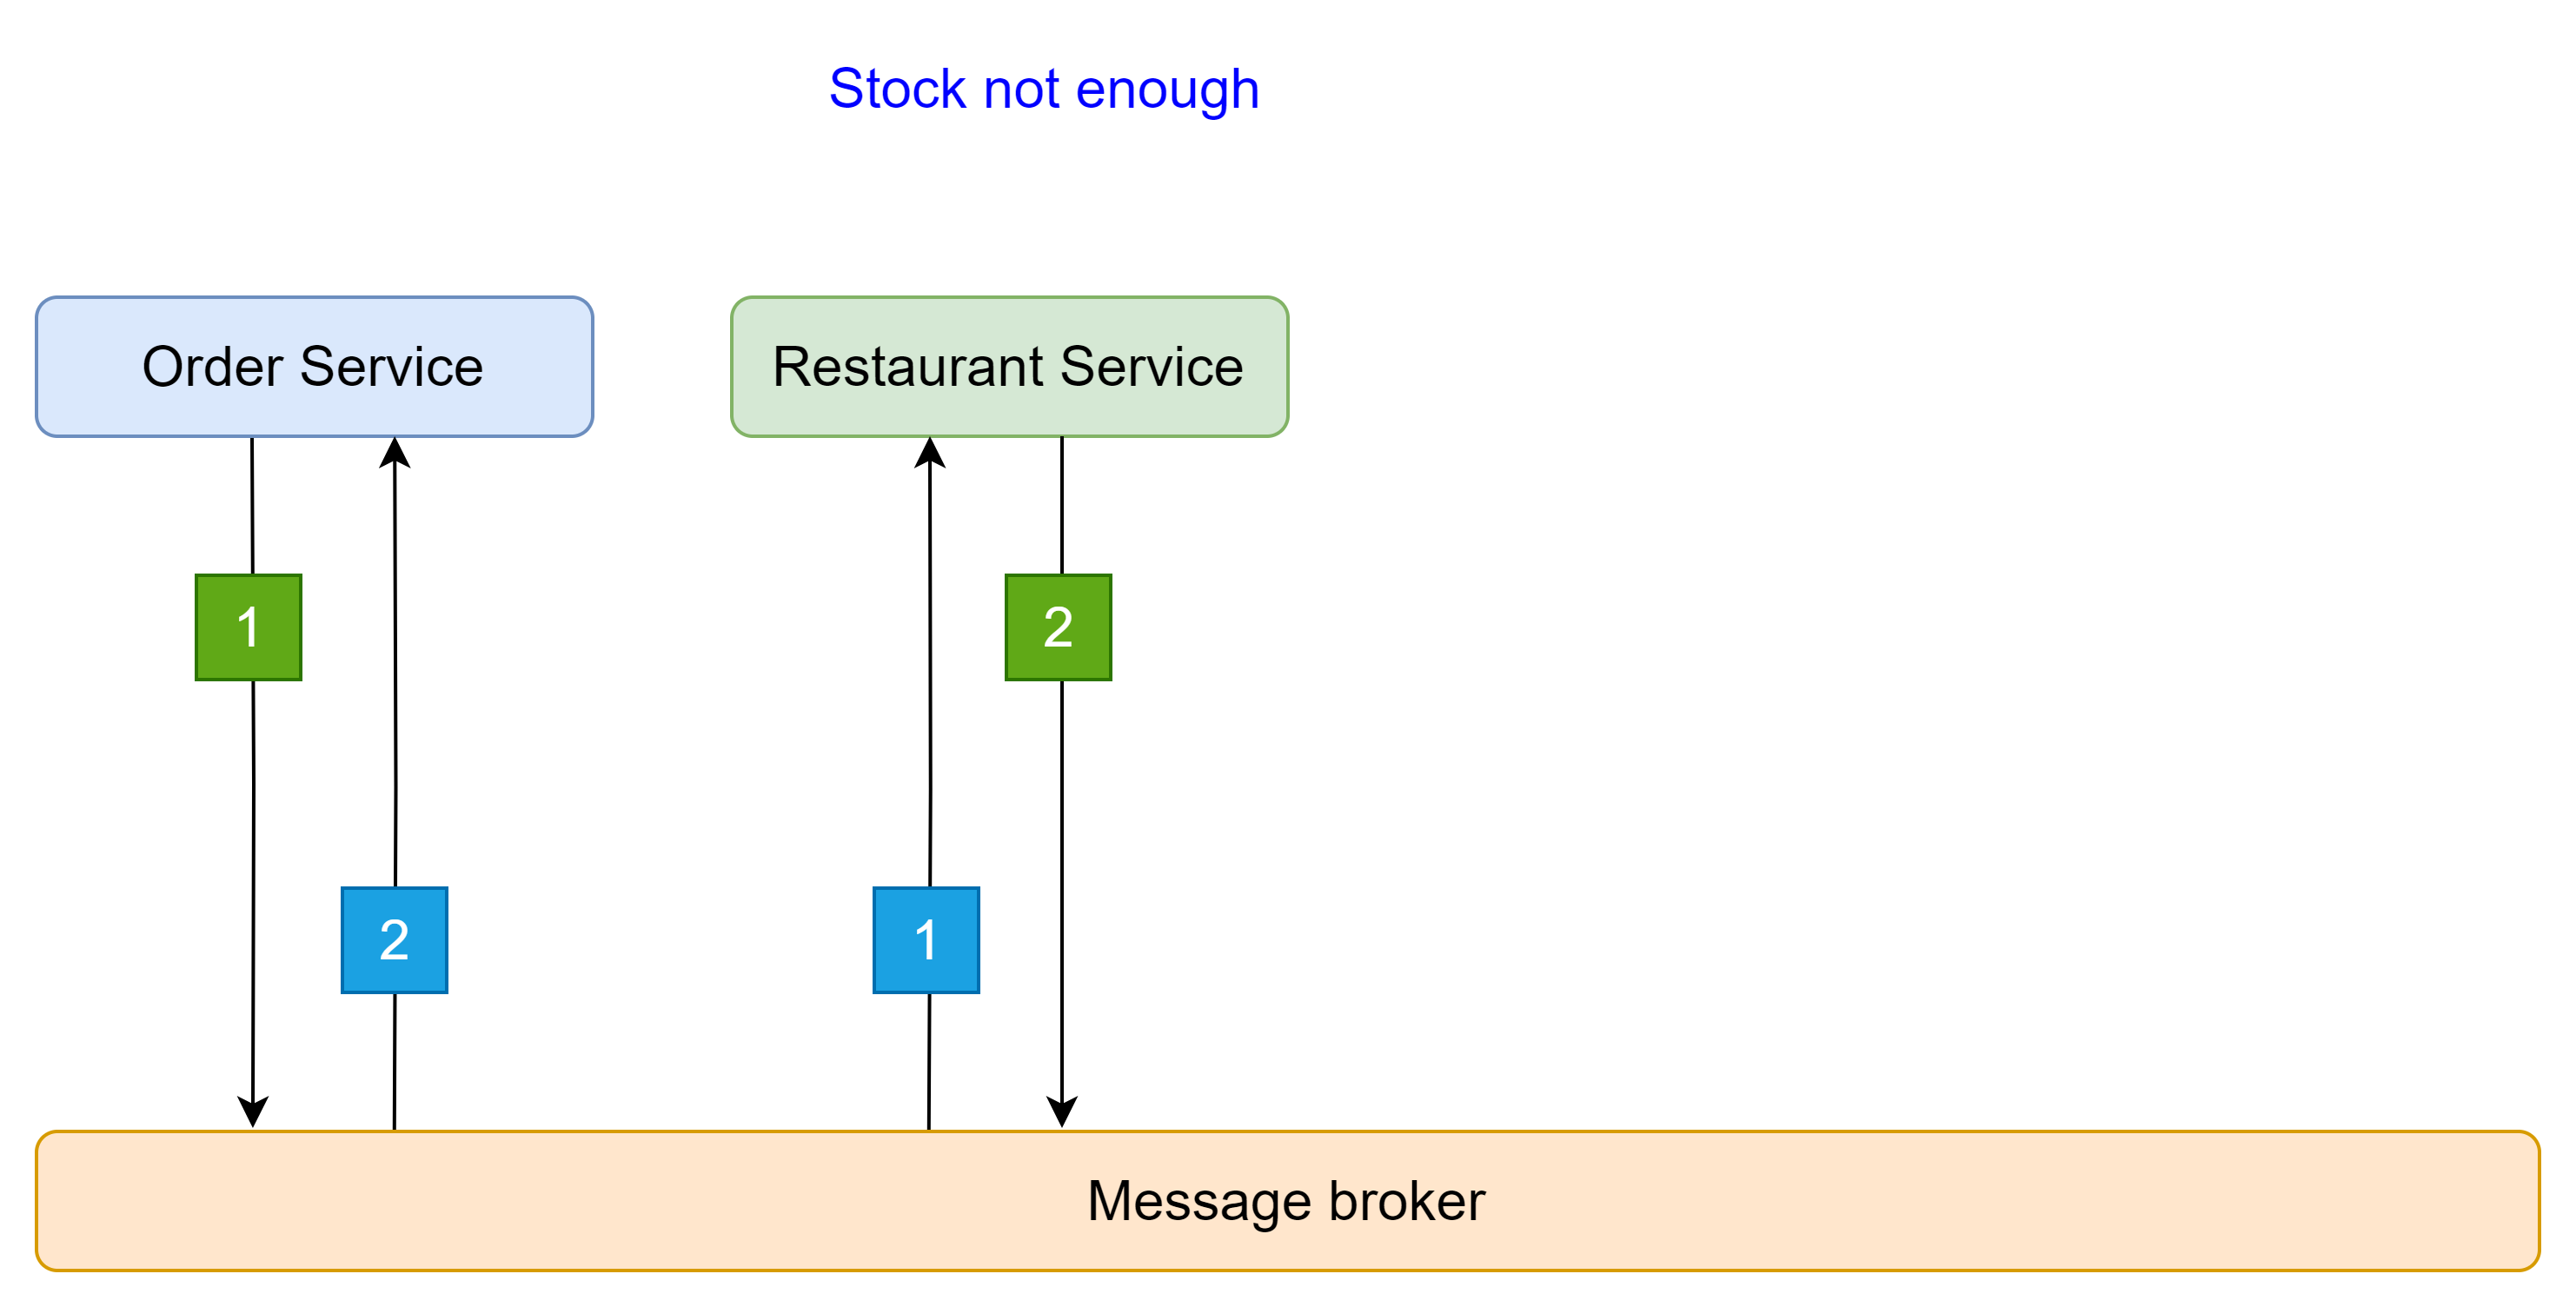 Stock not enough
Order Service
Restaurant Service
1
2
2
1
Message broker